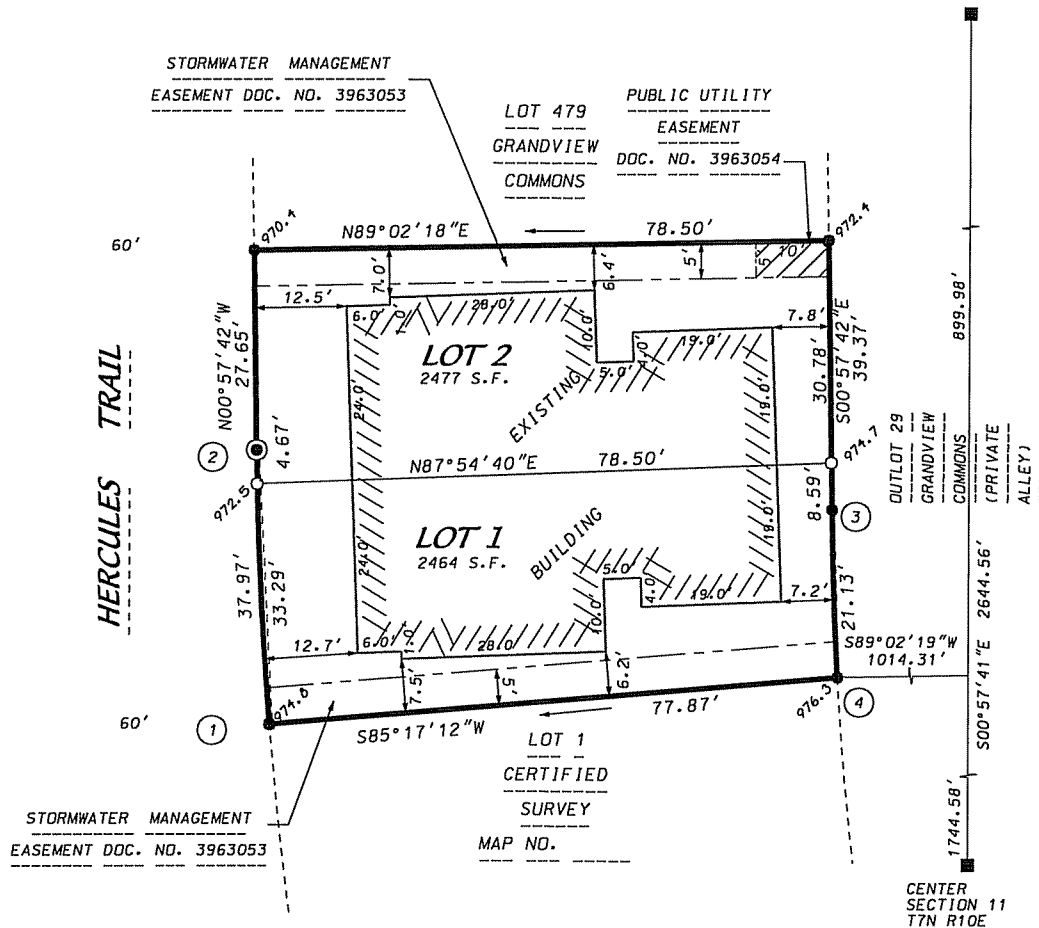 STORMWATER MANAGEMENT
EASEMENT DOC. NO. 3963053
LOT 479
GRANDVIEW
COMMONS
PUBLIC UTILITY
EASEMENT
DOC. NO. 3963054
60'
970.4
N89°02'18"E
78.50'
972.4
7.0'
6.4'
5'
5'
10'
12.5'
6.0'
1.0'
28.0'
10.0'
5.0'
4.0'
19.0'
7.8'
N00°57'42"W
27.65'
LOT 2
2477 S.F.
24.0'
19.0'
30.78'
S00°57'42"E
39.37'
899.98'
EXISTING
HERCULES TRAIL
2
4.67'
N87°54'40"E
78.50'
974.7
972.5
OUTLOT 29
GRANDVIEW
COMMONS
(PRIVATE
ALLEY)
8.59'
3
LOT 1
2464 S.F.
BUILDING
24.0'
19.0'
37.97'
33.29'
5.0'
4.0'
19.0'
10.0'
7.2'
21.13'
12.7'
6.0'
1.0
28.0
S89°02'19"W
1014.31'
S00°57'41"E 2644.56'
7.5'
5'
6.2'
974.8
976.3
4
60'
1
S85°17'12"W
77.87'
LOT 1
CERTIFIED
SURVEY
MAP NO.
STORMWATER MANAGEMENT
EASEMENT DOC. NO. 3963053
1744.58'
CENTER
SECTION 11
T7N R10E